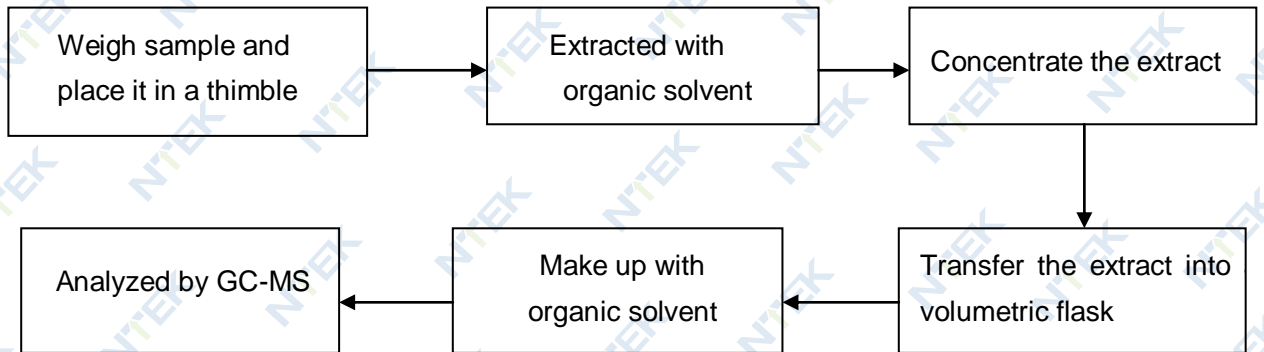 Weigh sample and
place it in a thimble
Extracted with
organic solvent
Concentrate the extract
Transfer the extract into
volumetric flask
Make up with
organic solvent
Analyzed by GC-MS
NTEK